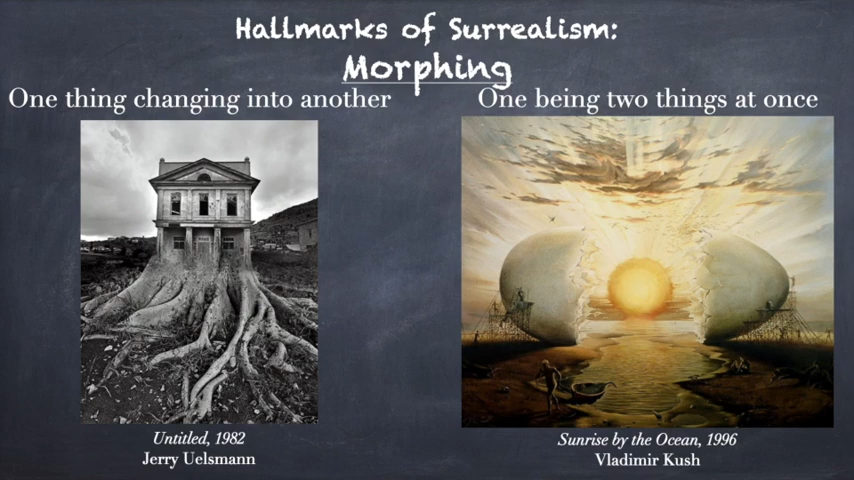 Hallmarks of Surrealism:
Morphing
One thing changing into another
One being two things at once
Untitled, 1982
Jerry Uelsmann
Sunrise by the Ocean, 1996
Vladimir Kush